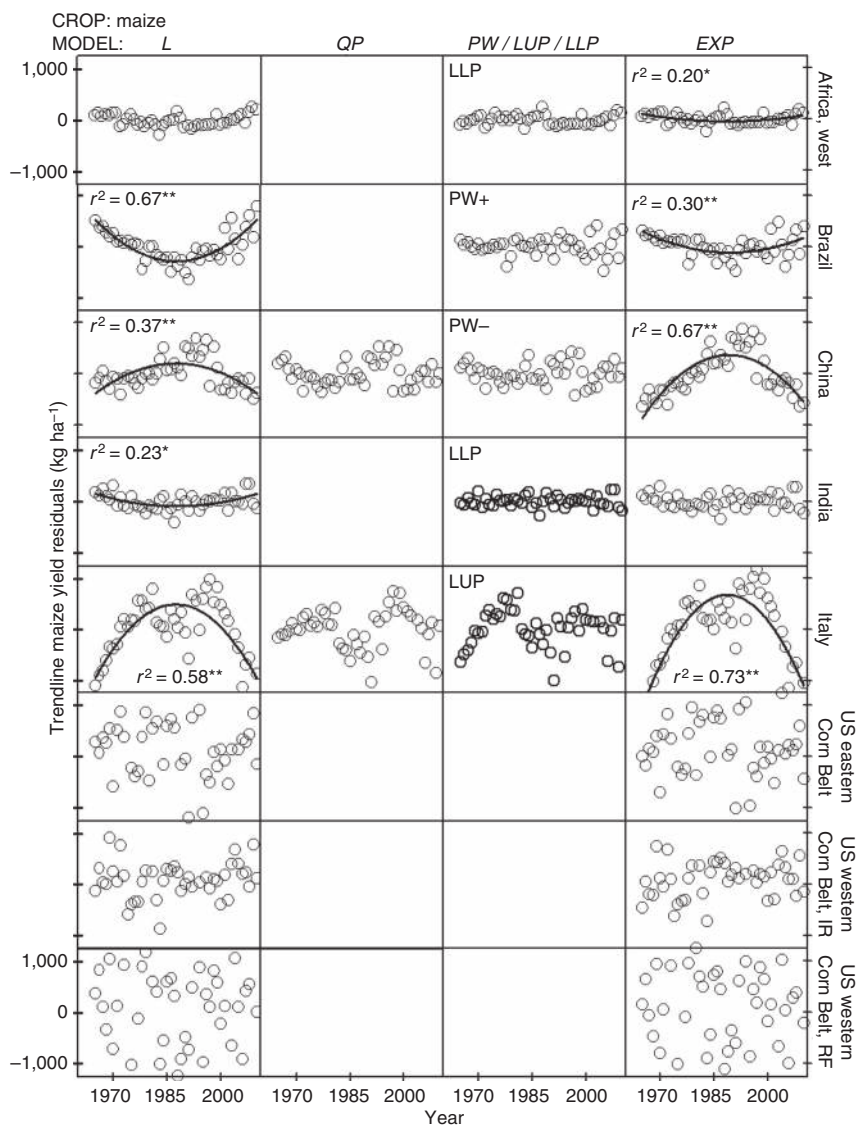 CROP: maize
MODEL: L QP PW / LUP / LLP EXP
1,000
0
−1,000
LLP
r² = 0.20*
Africa, west
r² = 0.67**
PW+
r² = 0.30**
Brazil
r² = 0.37**
PW−
r² = 0.67**
China
r² = 0.23*
LLP
India
LUP
r² = 0.58**
r² = 0.73**
Italy
US eastern
Corn Belt
US western
Corn Belt, IR
1,000
0
−1,000
US western
Corn Belt, RF
Trendline maize yield residuals (kg ha⁻¹)
1970 1985 2000 1970 1985 2000 1970 1985 2000 1970 1985 2000
Year